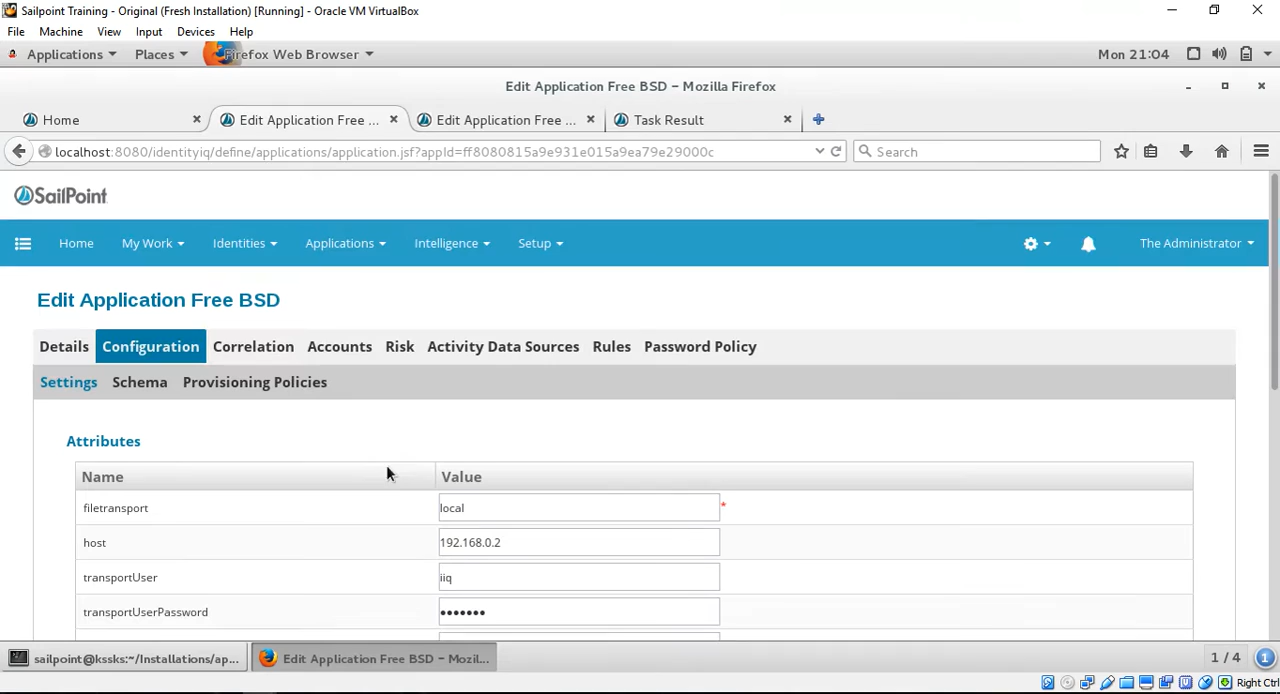 Sailpoint Training - Original (Fresh Installation) [Running] - Oracle VM VirtualBox
File Machine View Input Devices Help
Applications Places Firefox Web Browser Mon 21:04
Edit Application Free BSD - Mozilla Firefox
Home Edit Application Free ... Edit Application Free ... Task Result
localhost:8080/identityiq/define/applications/application.jsf?appId=ff8080815a9e931e015a9ea79e29000c Search
SailPoint
Home My Work Identities Applications Intelligence Setup The Administrator
Edit Application Free BSD
Details Configuration Correlation Accounts Risk Activity Data Sources Rules Password Policy
Settings Schema Provisioning Policies
Attributes
Name Value
filetransport local *
host 192.168.0.2
transportUser iiq
transportUserPassword •••••••
sailpoint@kssks:~/Installations/ap... Edit Application Free BSD - Mozil... 1 / 4 1
Right Ctrl